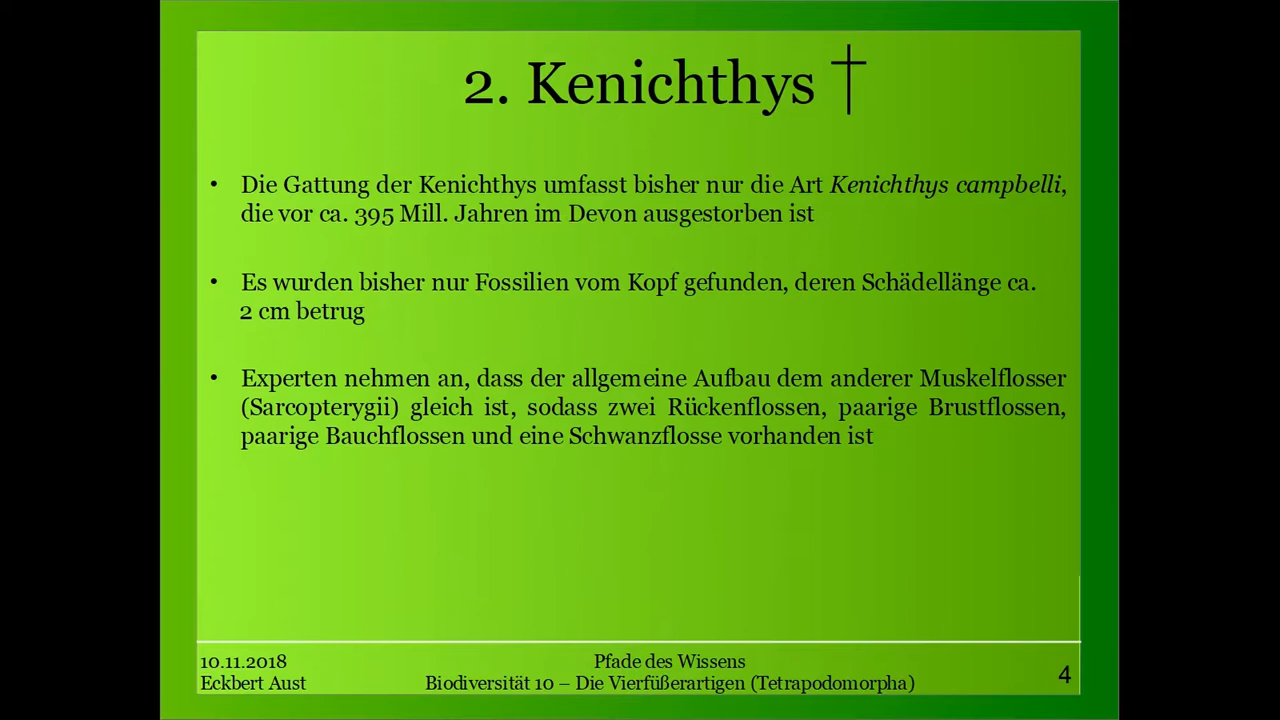 2. Kenichthys †
• Die Gattung der Kenichthys umfasst bisher nur die Art Kenichthys campbelli,
die vor ca. 395 Mill. Jahren im Devon ausgestorben ist
• Es wurden bisher nur Fossilien vom Kopf gefunden, deren Schädellänge ca.
2 cm betrug
• Experten nehmen an, dass der allgemeine Aufbau dem anderer Muskelflosser
(Sarcopterygii) gleich ist, sodass zwei Rückenflossen, paarige Brustflossen,
paarige Bauchflossen und eine Schwanzflosse vorhanden ist
10.11.2018
Eckbert Aust
Pfade des Wissens
Biodiversität 10 – Die Vierfüßerartigen (Tetrapodomorpha)
4